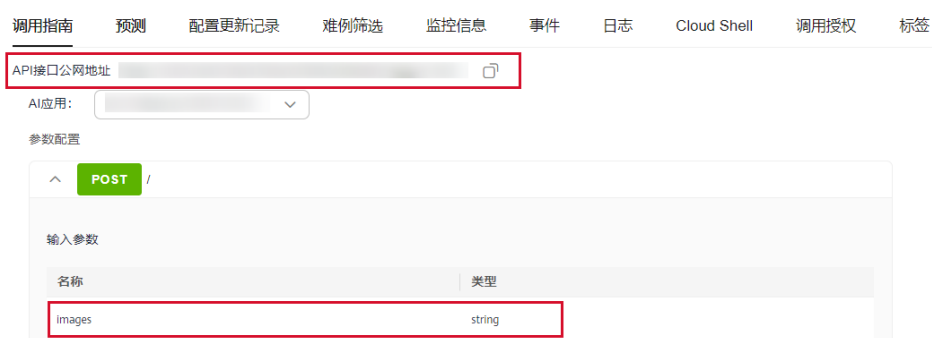 调用指南 预测 配置更新记录 难例筛选 监控信息 事件 日志 Cloud Shell 调用授权 标签
API接口公网地址
AI应用：
参数配置
POST /
输入参数
名称 类型
images string